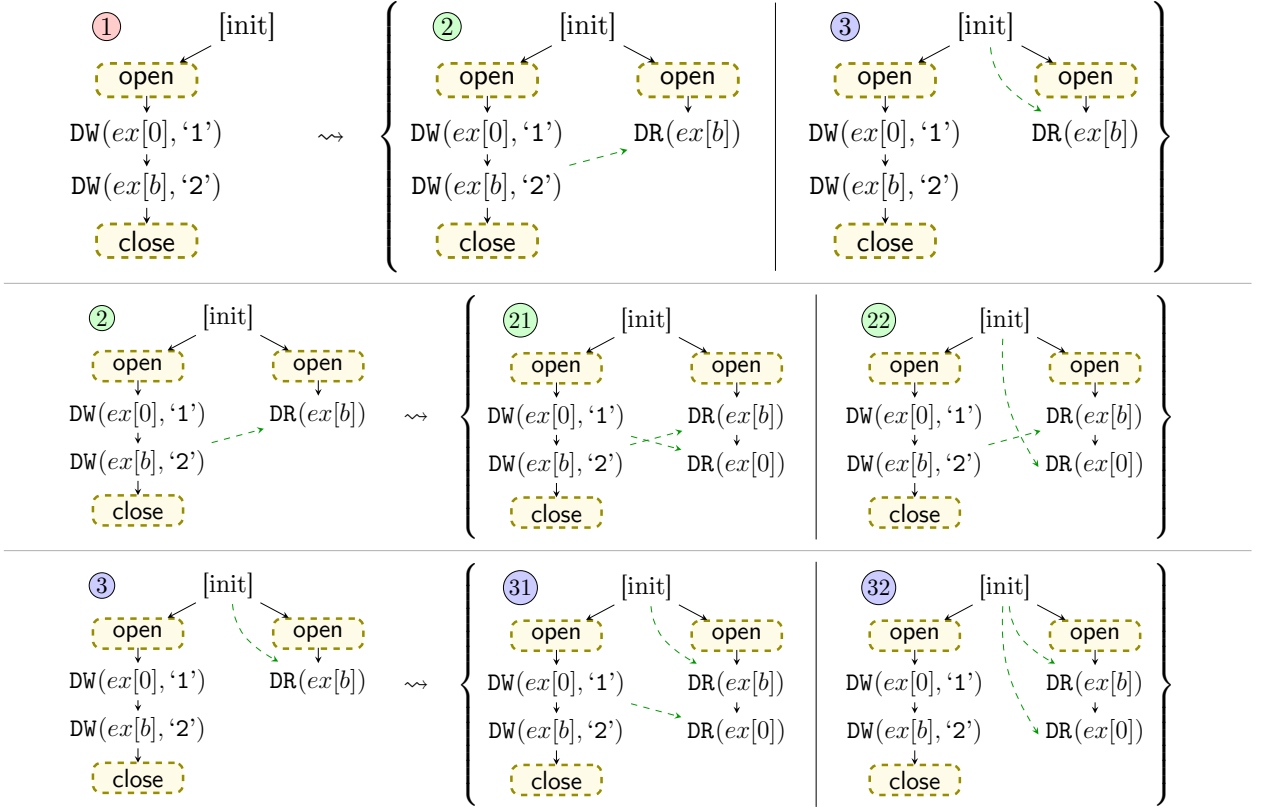 1 [init] 2 [init] 3 [init]
open open open open open
DW(ex[0], ‘1’) ⇝ DW(ex[0], ‘1’) DR(ex[b]) DW(ex[0], ‘1’) DR(ex[b])
DW(ex[b], ‘2’) DW(ex[b], ‘2’) DW(ex[b], ‘2’)
close close close
2 [init] 21 [init] 22 [init]
open open open open open open
DW(ex[0], ‘1’) DR(ex[b]) ⇝ DW(ex[0], ‘1’) DR(ex[b]) DW(ex[0], ‘1’) DR(ex[b])
DW(ex[b], ‘2’) DW(ex[b], ‘2’) DR(ex[0]) DW(ex[b], ‘2’) DR(ex[0])
close close close
3 [init] 31 [init] 32 [init]
open open open open open open
DW(ex[0], ‘1’) DR(ex[b]) ⇝ DW(ex[0], ‘1’) DR(ex[b]) DW(ex[0], ‘1’) DR(ex[b])
DW(ex[b], ‘2’) DW(ex[b], ‘2’) DR(ex[0]) DW(ex[b], ‘2’) DR(ex[0])
close close close